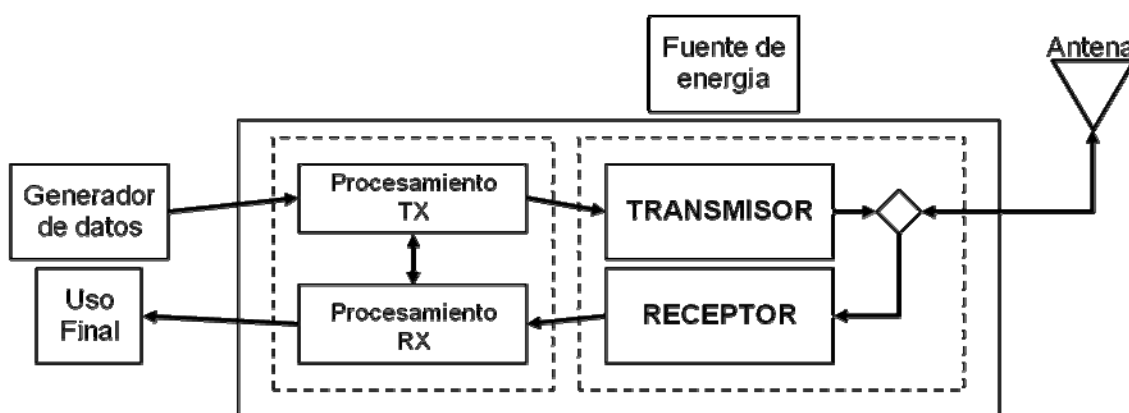 Fuente de
energia
Antena
Generador
de datos
Procesamiento
TX
TRANSMISOR
Uso
Final
Procesamiento
RX
RECEPTOR